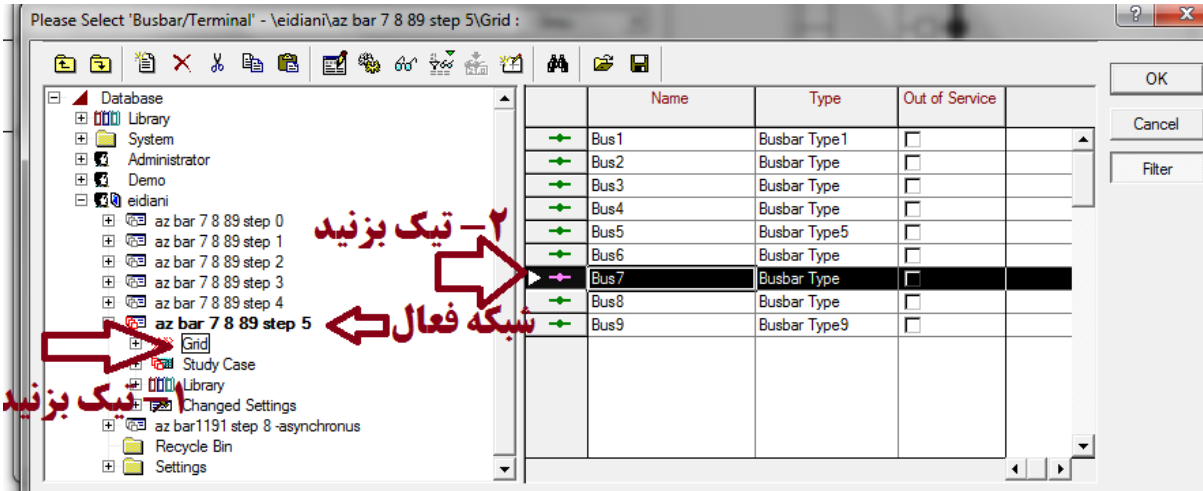 Please Select 'Busbar/Terminal' - \eidiani\az bar 7 8 89 step 5\Grid :
OK
Cancel
Filter
Database
Library
System
Administrator
Demo
eidiani
az bar 7 8 89 step 0
az bar 7 8 89 step 1
az bar 7 8 89 step 2
az bar 7 8 89 step 3
az bar 7 8 89 step 4
az bar 7 8 89 step 5
Grid
Study Case
Library
Changed Settings
az bar1191 step 8 -asynchronus
Recycle Bin
Settings
۲- تیک بزنید
شبکه فعال
۱- تیک بزنید
Name Type Out of Service
Bus1 Busbar Type1
Bus2 Busbar Type
Bus3 Busbar Type
Bus4 Busbar Type
Bus5 Busbar Type5
Bus6 Busbar Type
Bus7 Busbar Type
Bus8 Busbar Type
Bus9 Busbar Type9